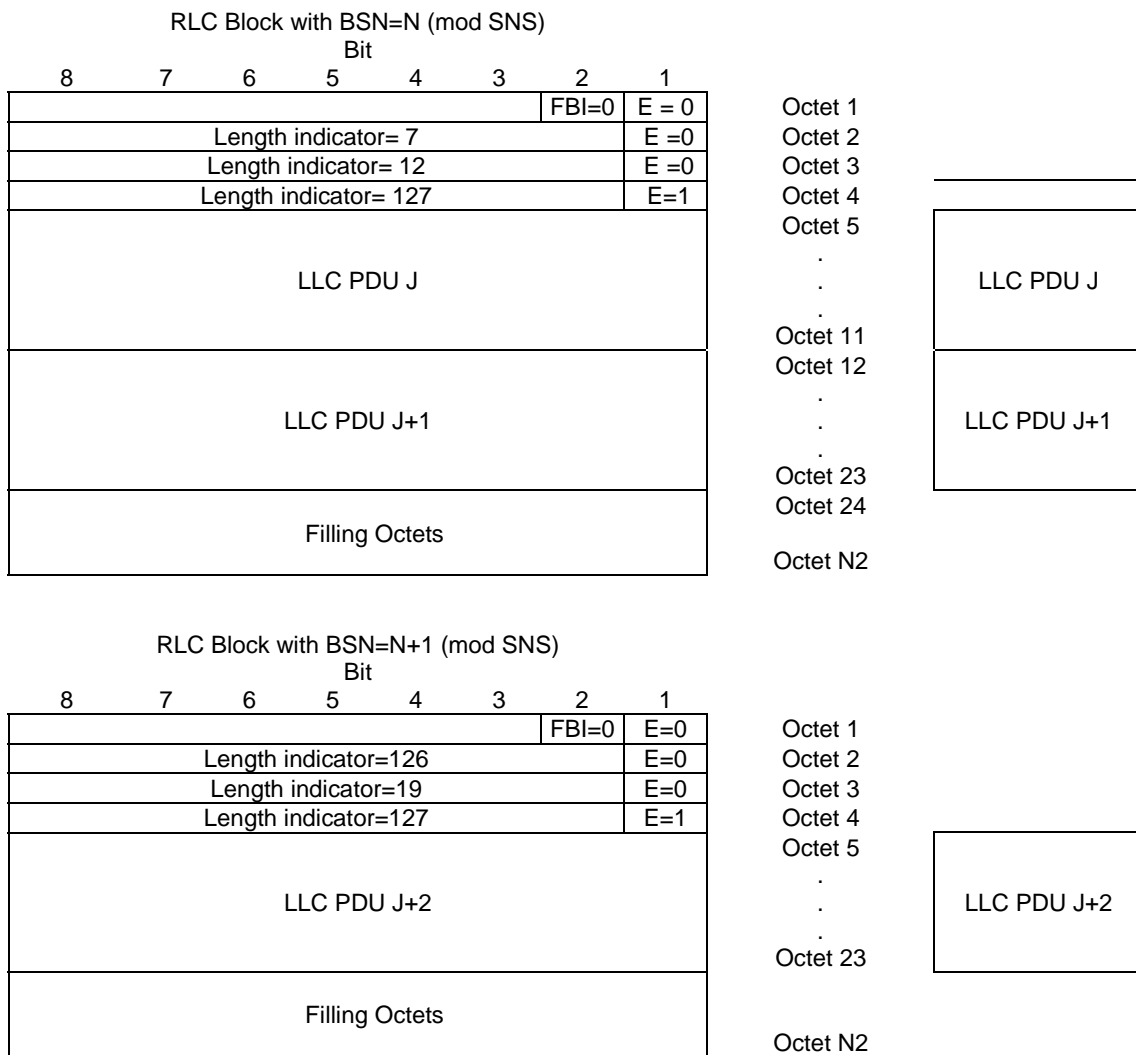 RLC Block with BSN=N (mod SNS)
Bit
8 7 6 5 4 3 2 1
FBI=0 E = 0 Octet 1
Length indicator= 7 E =0 Octet 2
Length indicator= 12 E =0 Octet 3
Length indicator= 127 E=1 Octet 4
Octet 5
.
LLC PDU J . LLC PDU J
.
Octet 11
Octet 12
.
LLC PDU J+1 . LLC PDU J+1
.
Octet 23
Octet 24
Filling Octets
Octet N2
RLC Block with BSN=N+1 (mod SNS)
Bit
8 7 6 5 4 3 2 1
FBI=0 E=0 Octet 1
Length indicator=126 E=0 Octet 2
Length indicator=19 E=0 Octet 3
Length indicator=127 E=1 Octet 4
Octet 5
.
LLC PDU J+2 . LLC PDU J+2
.
Octet 23
Filling Octets
Octet N2